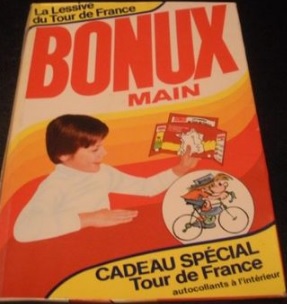 La Lessive
du Tour de France
BONUX
MAIN
CADEAU SPÉCIAL
Tour de France
autocollants à l'intérieur